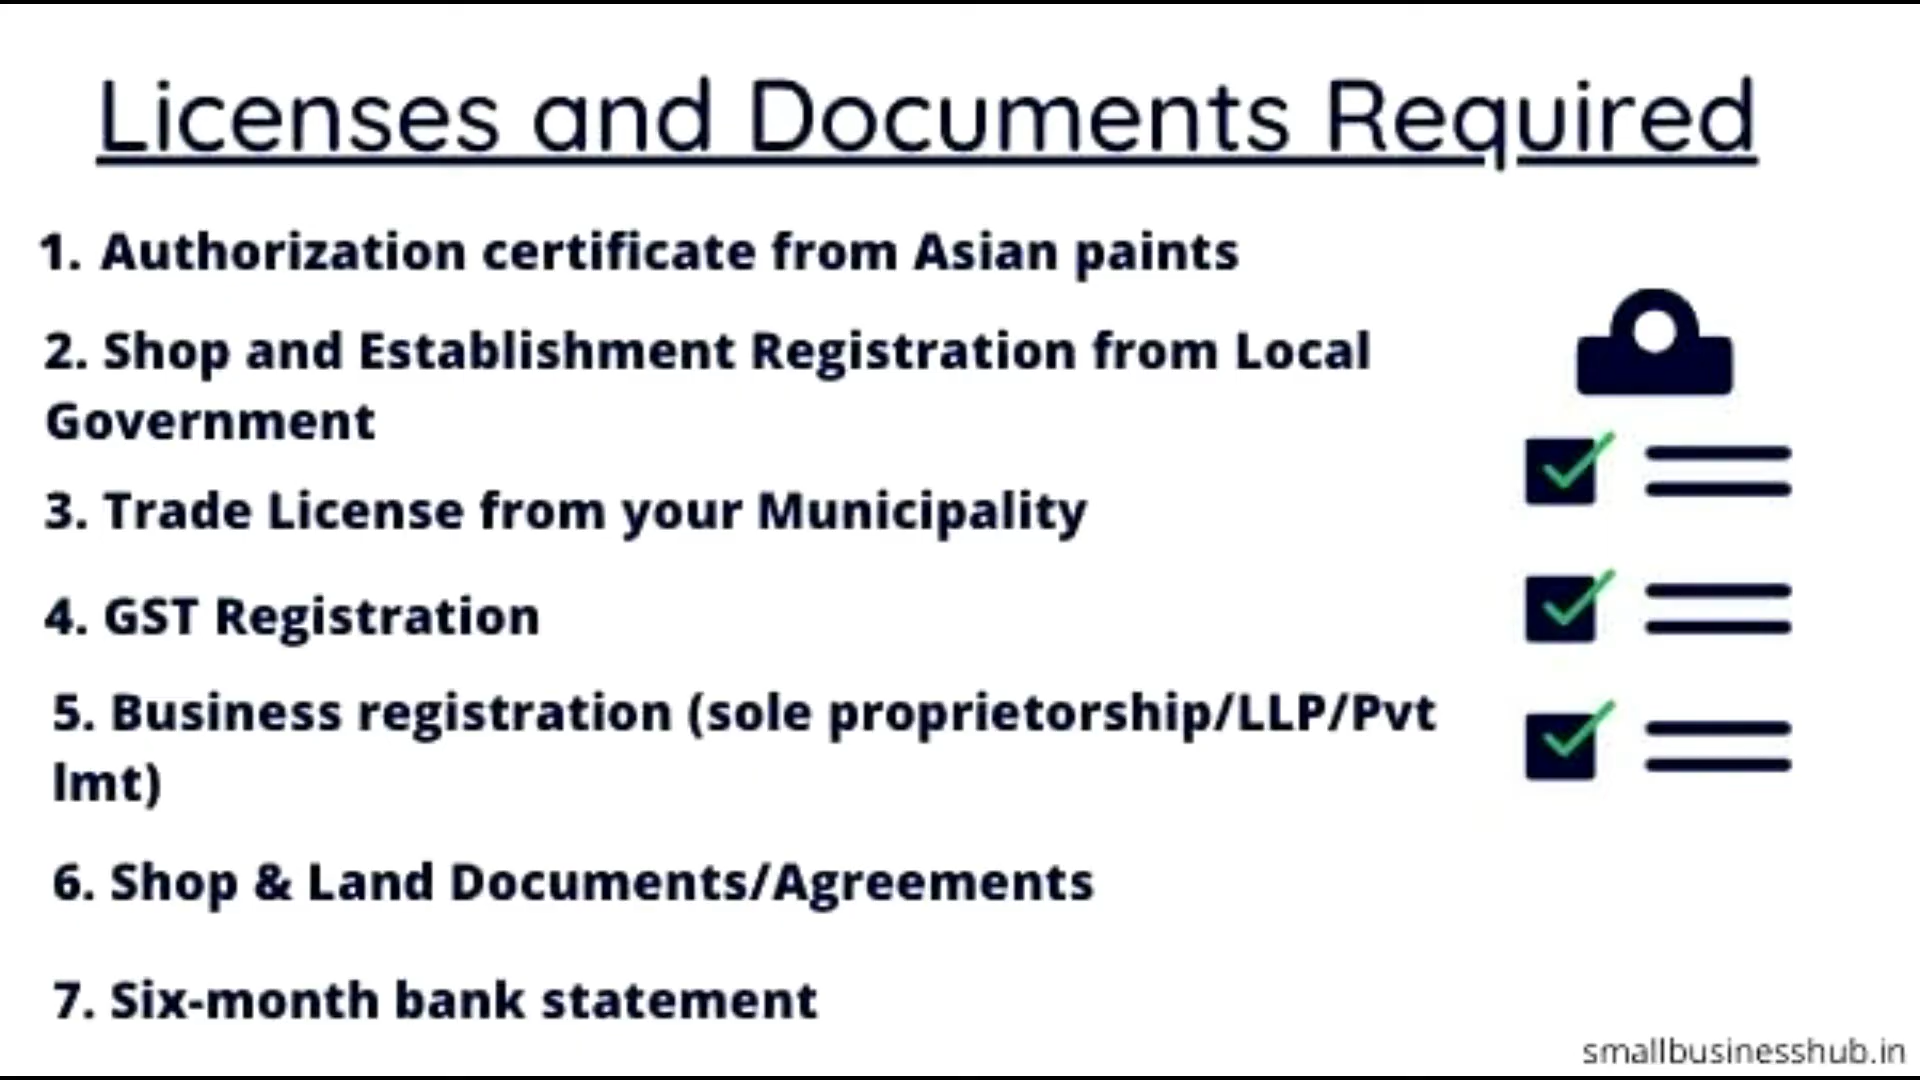 Licenses and Documents Required
1. Authorization certificate from Asian paints
2. Shop and Establishment Registration from Local
Government
3. Trade License from your Municipality
4. GST Registration
5. Business registration (sole proprietorship/LLP/Pvt
lmt)
6. Shop & Land Documents/Agreements
7. Six-month bank statement
smallbusinesshub.in